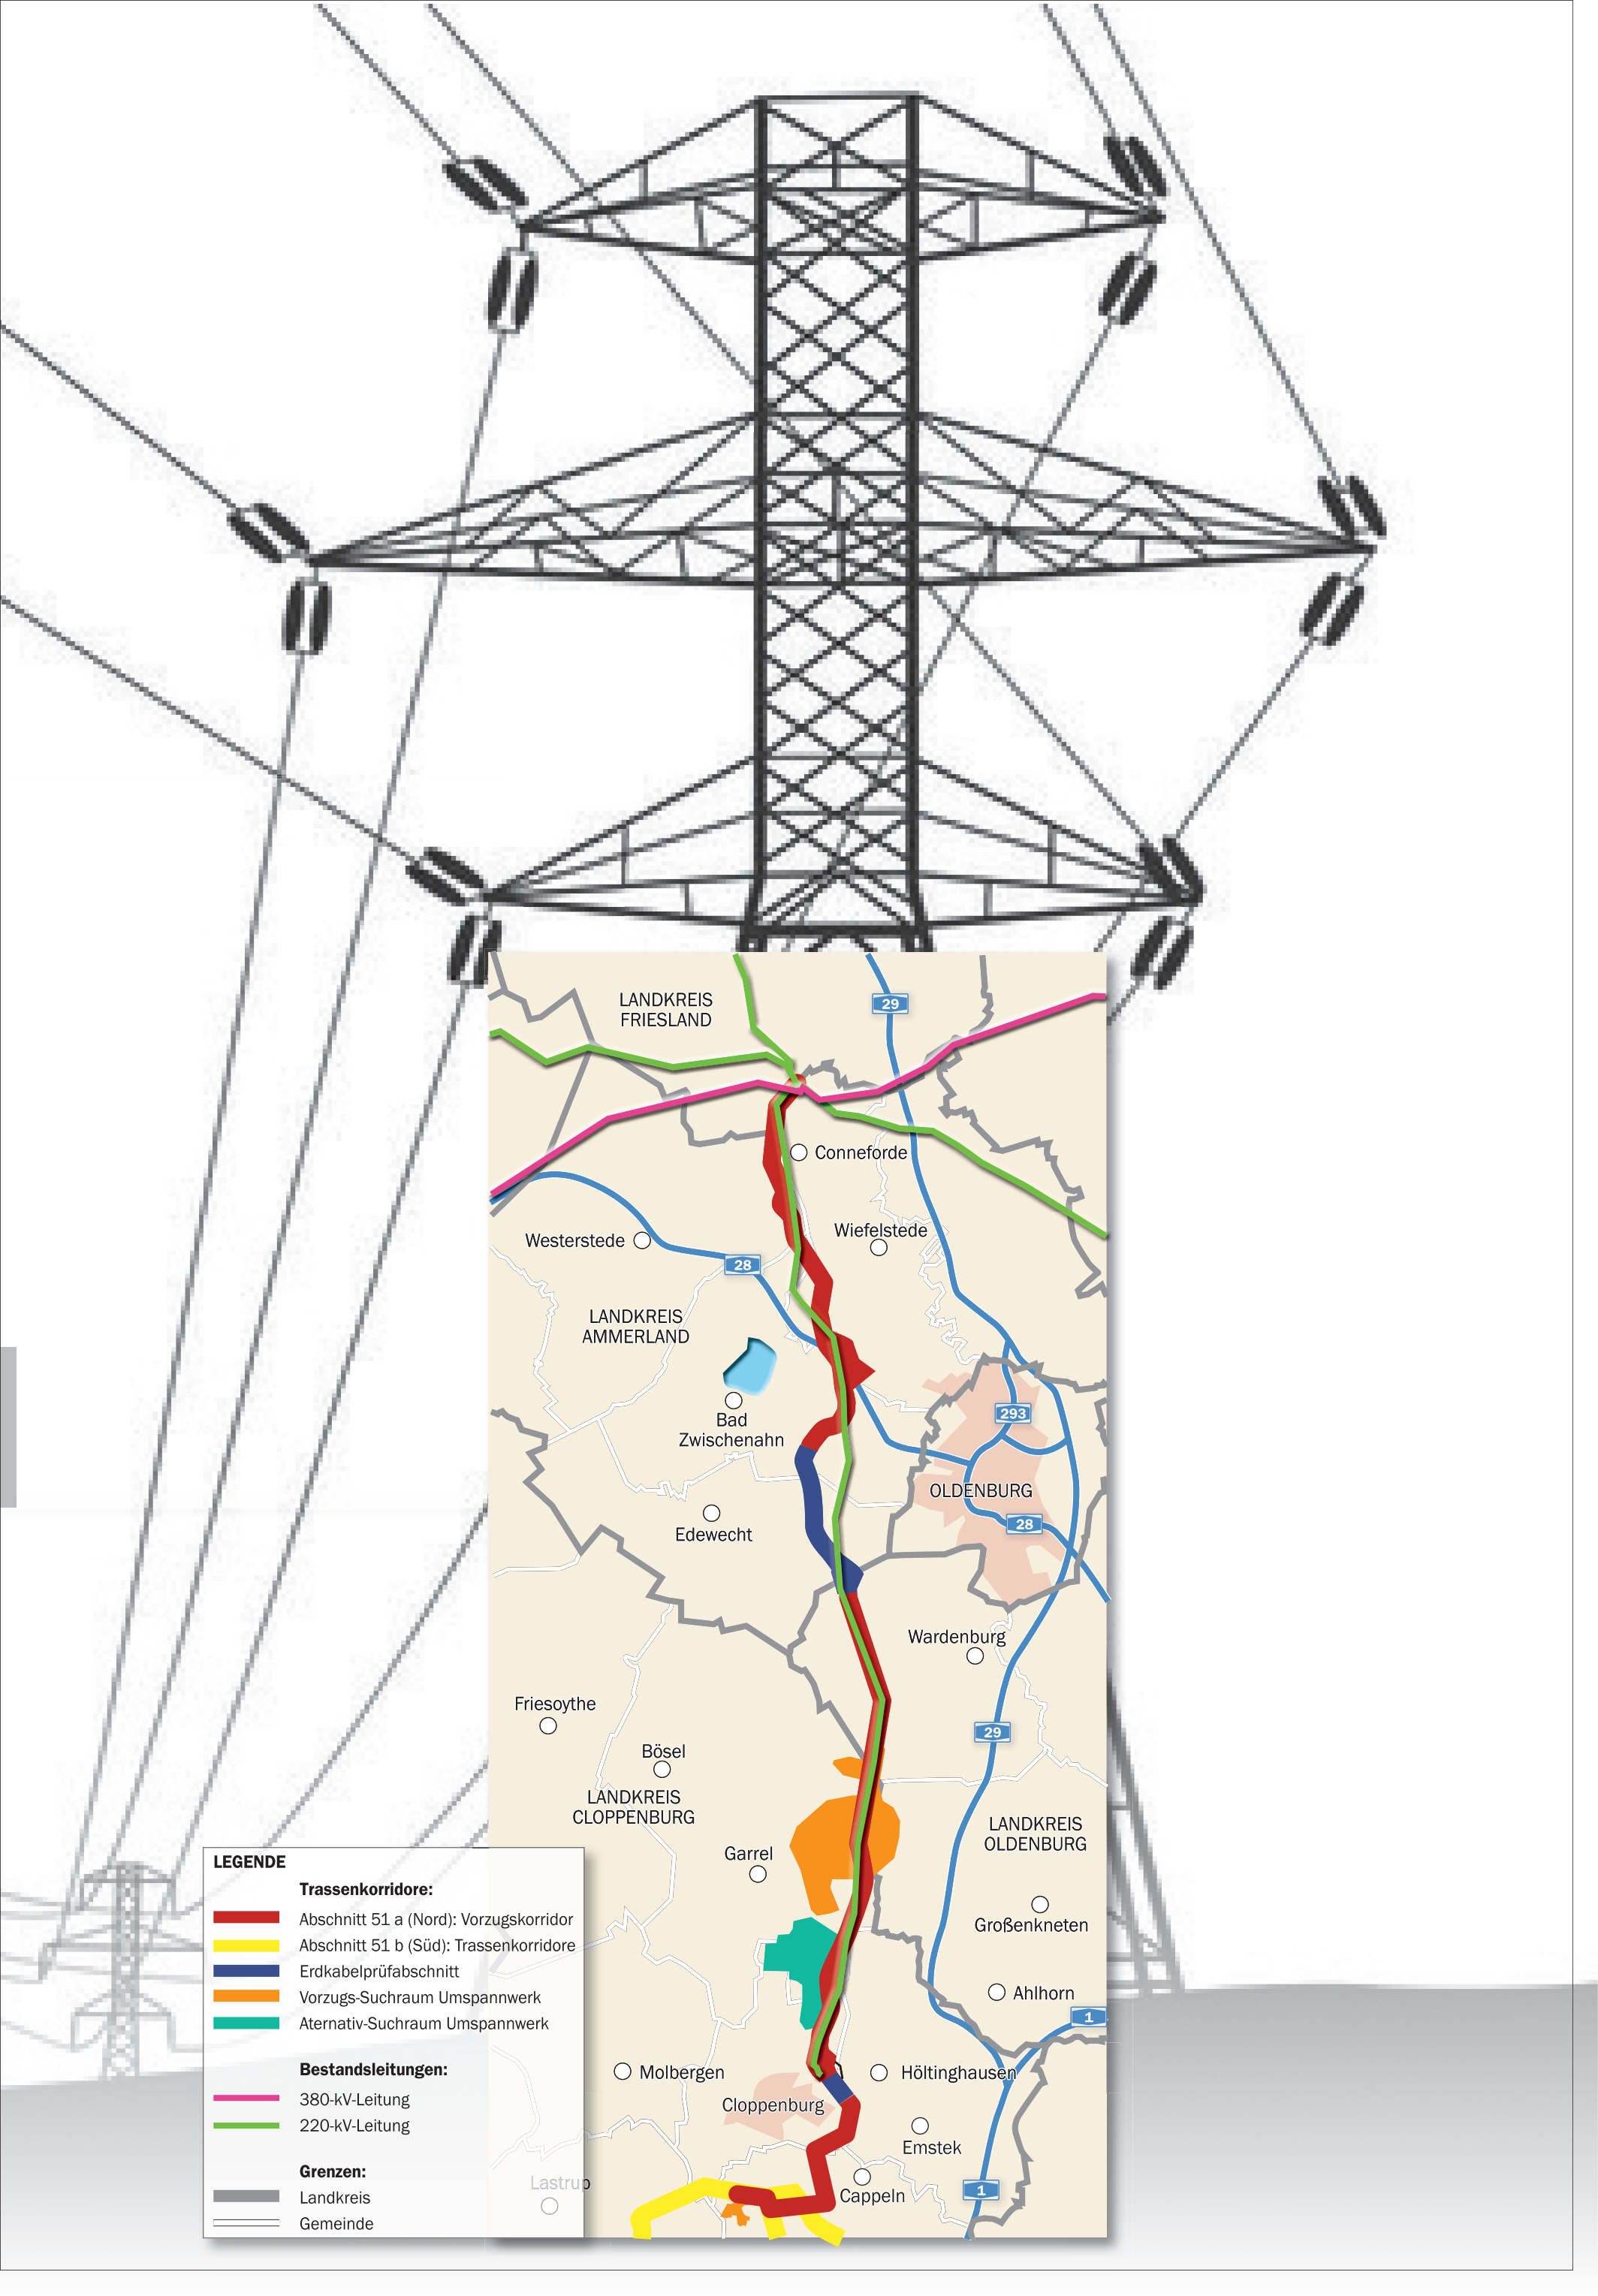 LANDKREIS
FRIESLAND
29
Conneforde
Wiefelstede
Westerstede
28
LANDKREIS
AMMERLAND
Bad
Zwischenahn
293
OLDENBURG
28
Edewecht
Wardenburg
Friesoythe
29
Bösel
LANDKREIS
CLOPPENBURG
LANDKREIS
OLDENBURG
Garrel
Großenkneten
Ahlhorn
1
Molbergen
Höltinghausen
Cloppenburg
Emstek
Lastrup
Cappeln
1
LEGENDE
Trassenkorridore:
Abschnitt 51 a (Nord): Vorzugskorridor
Abschnitt 51 b (Süd): Trassenkorridore
Erdkabelprüfabschnitt
Vorzugs-Suchraum Umspannwerk
Aternativ-Suchraum Umspannwerk
Bestandsleitungen:
380-kV-Leitung
220-kV-Leitung
Grenzen:
Landkreis
Gemeinde